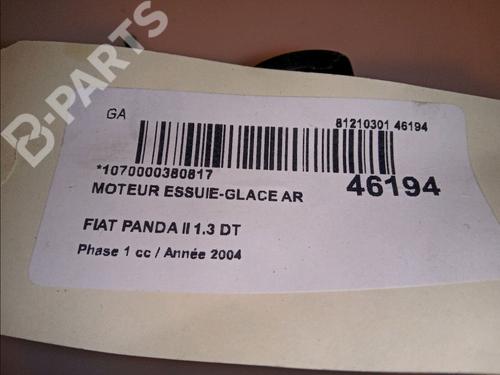 B-PARTS
GA
81210301 46194
*1070000380817
46194
MOTEUR ESSUIE-GLACE AR
FIAT PANDA II 1.3 DT
Phase 1 cc / Année 2004